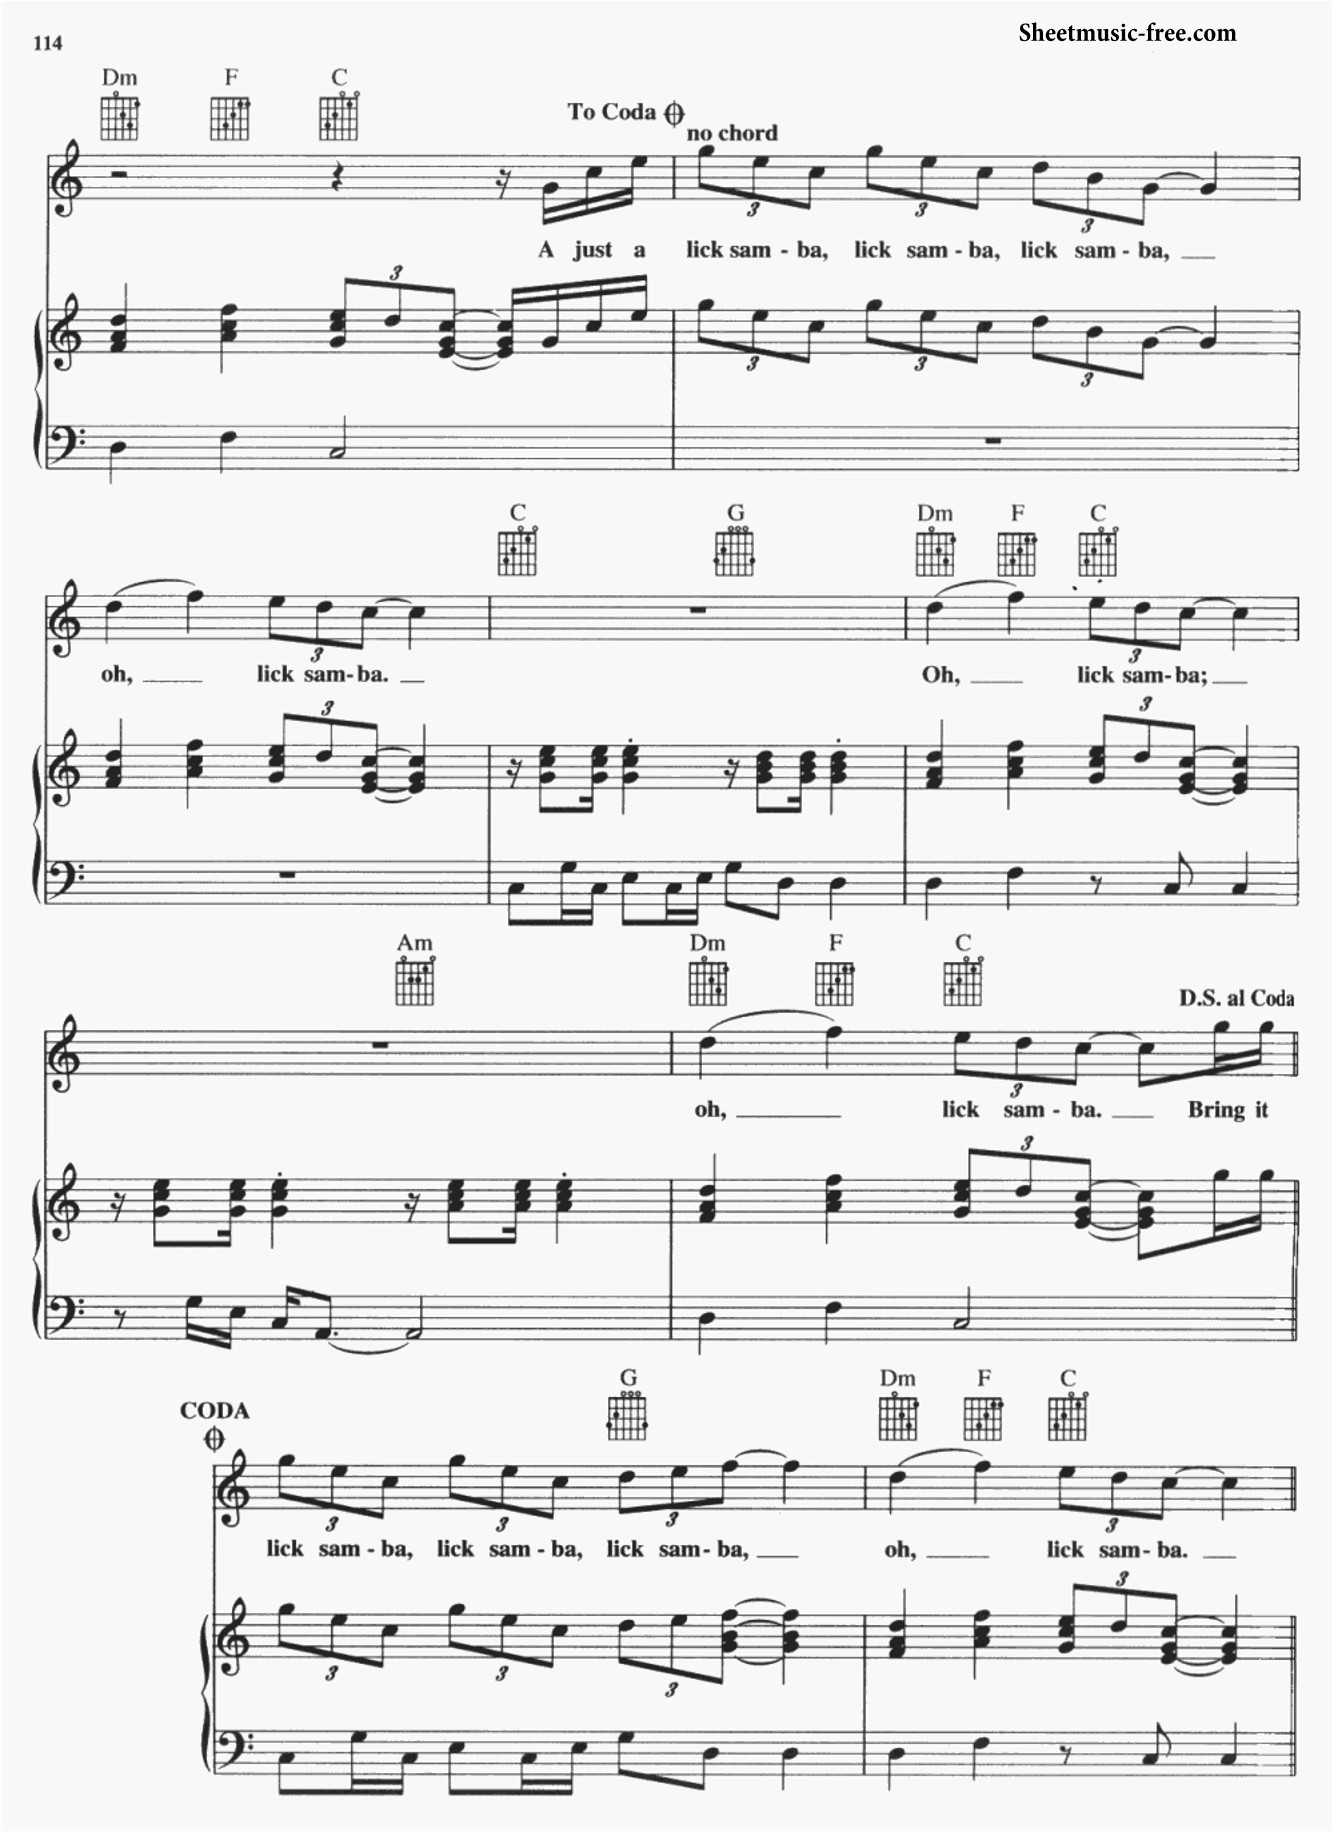 Sheetmusic-free.com
114
Dm F C
To Coda
no chord
3 3 3
A just a lick sam - ba, lick sam - ba, lick sam - ba,
3
3 3 3
C G Dm F C
3 3
oh, lick sam- ba. Oh, lick sam- ba;
3 3
Am Dm F C
D.S. al Coda
3
oh, lick sam - ba. Bring it
3
G Dm F C
CODA
3 3 3 3
lick sam - ba, lick sam - ba, lick sam - ba, oh, lick sam- ba.
3
3 3 3